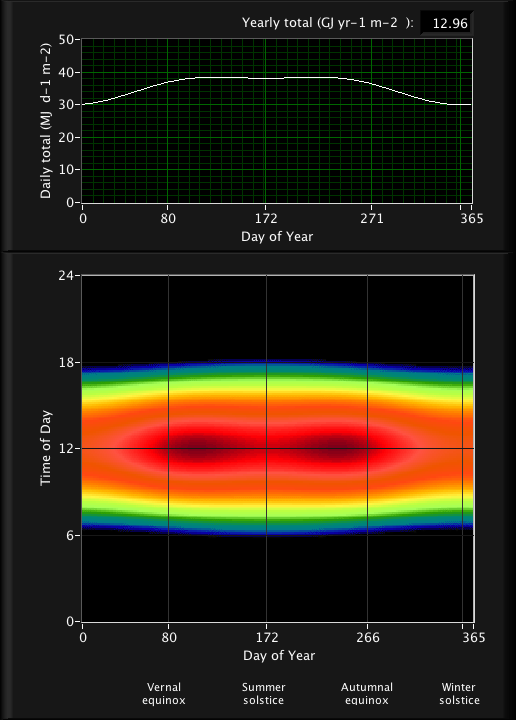 Yearly total (GJ yr-1 m-2  ): 12.96
Daily total (MJ  d-1 m-2)
50
40
30
20
10
0
0 80 172 271 365
Day of Year
Time of Day
24
18
12
6
0
0 80 172 266 365
Day of Year
Vernal Summer Autumnal Winter
equinox solstice equinox solstice